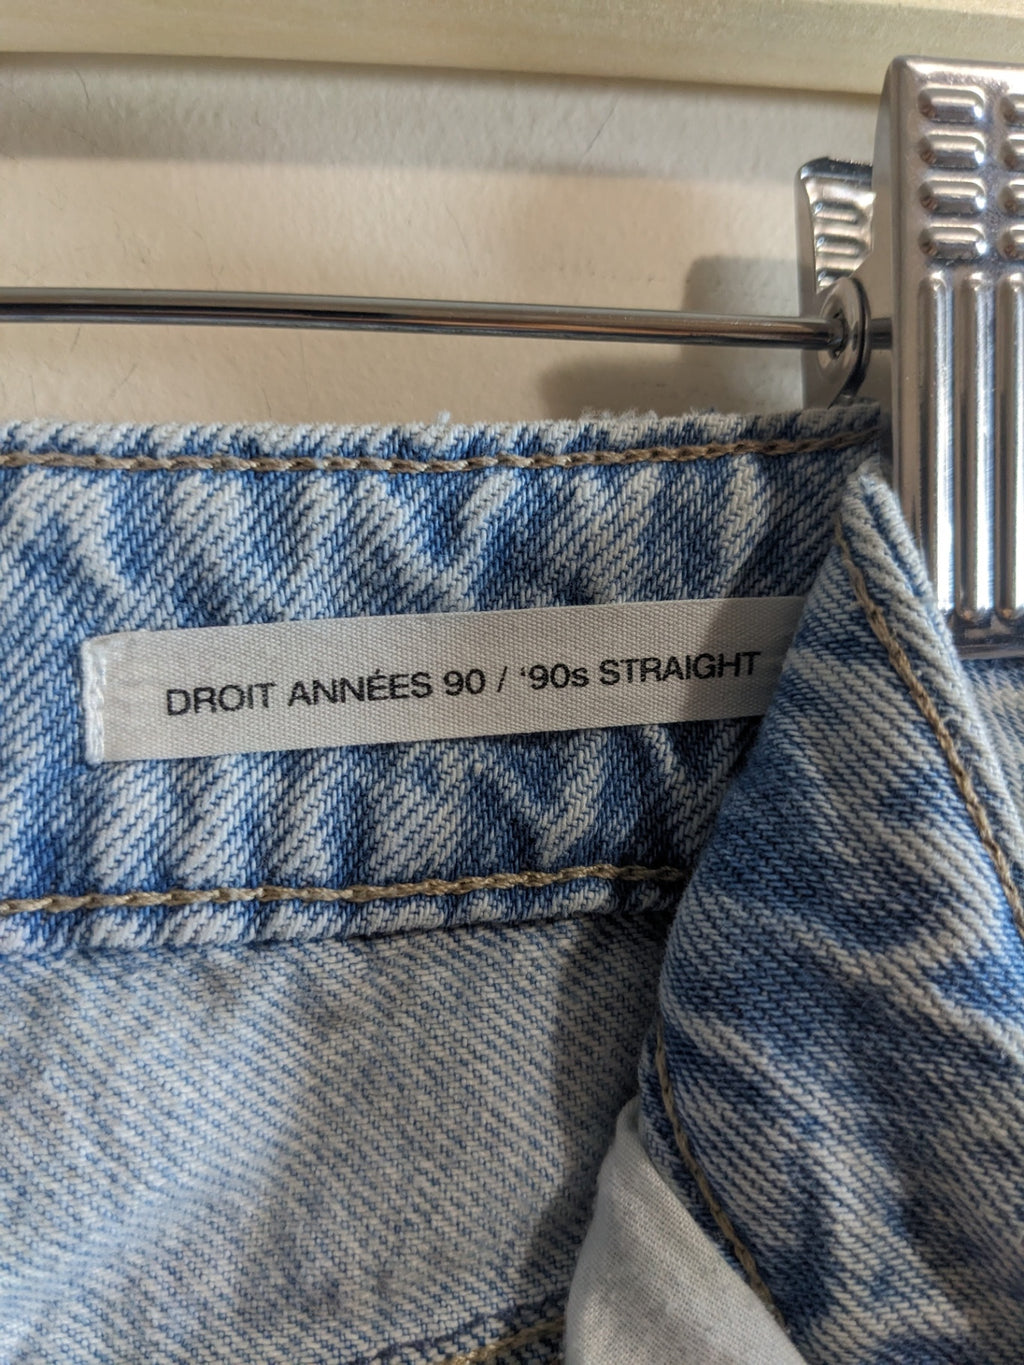 DROIT ANNÉES 90 / ‘90s STRAIGHT